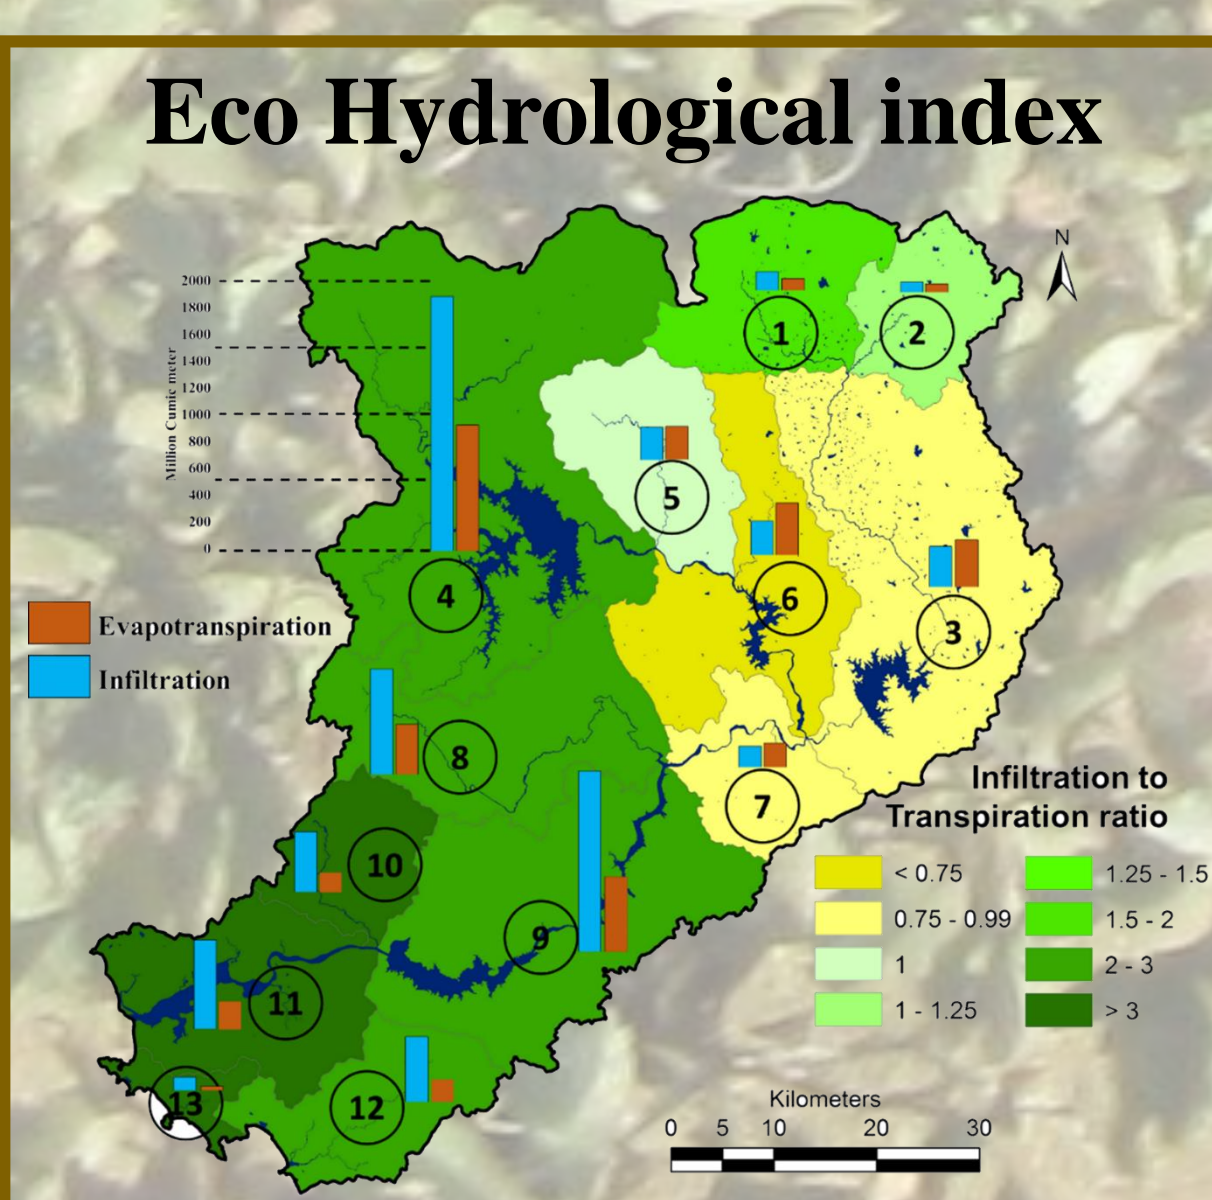 Eco Hydrological index
N
2000
1800
1600
1400
1200
1000
800
600
400
200
0
Million Cumic meter
1
2
5
4
6
3
8
7
10
9
11
13
12
Evapotranspiration
Infiltration
Infiltration to
Transpiration ratio
< 0.75
0.75 - 0.99
1
1 - 1.25
1.25 - 1.5
1.5 - 2
2 - 3
> 3
Kilometers
0 5 10 20 30